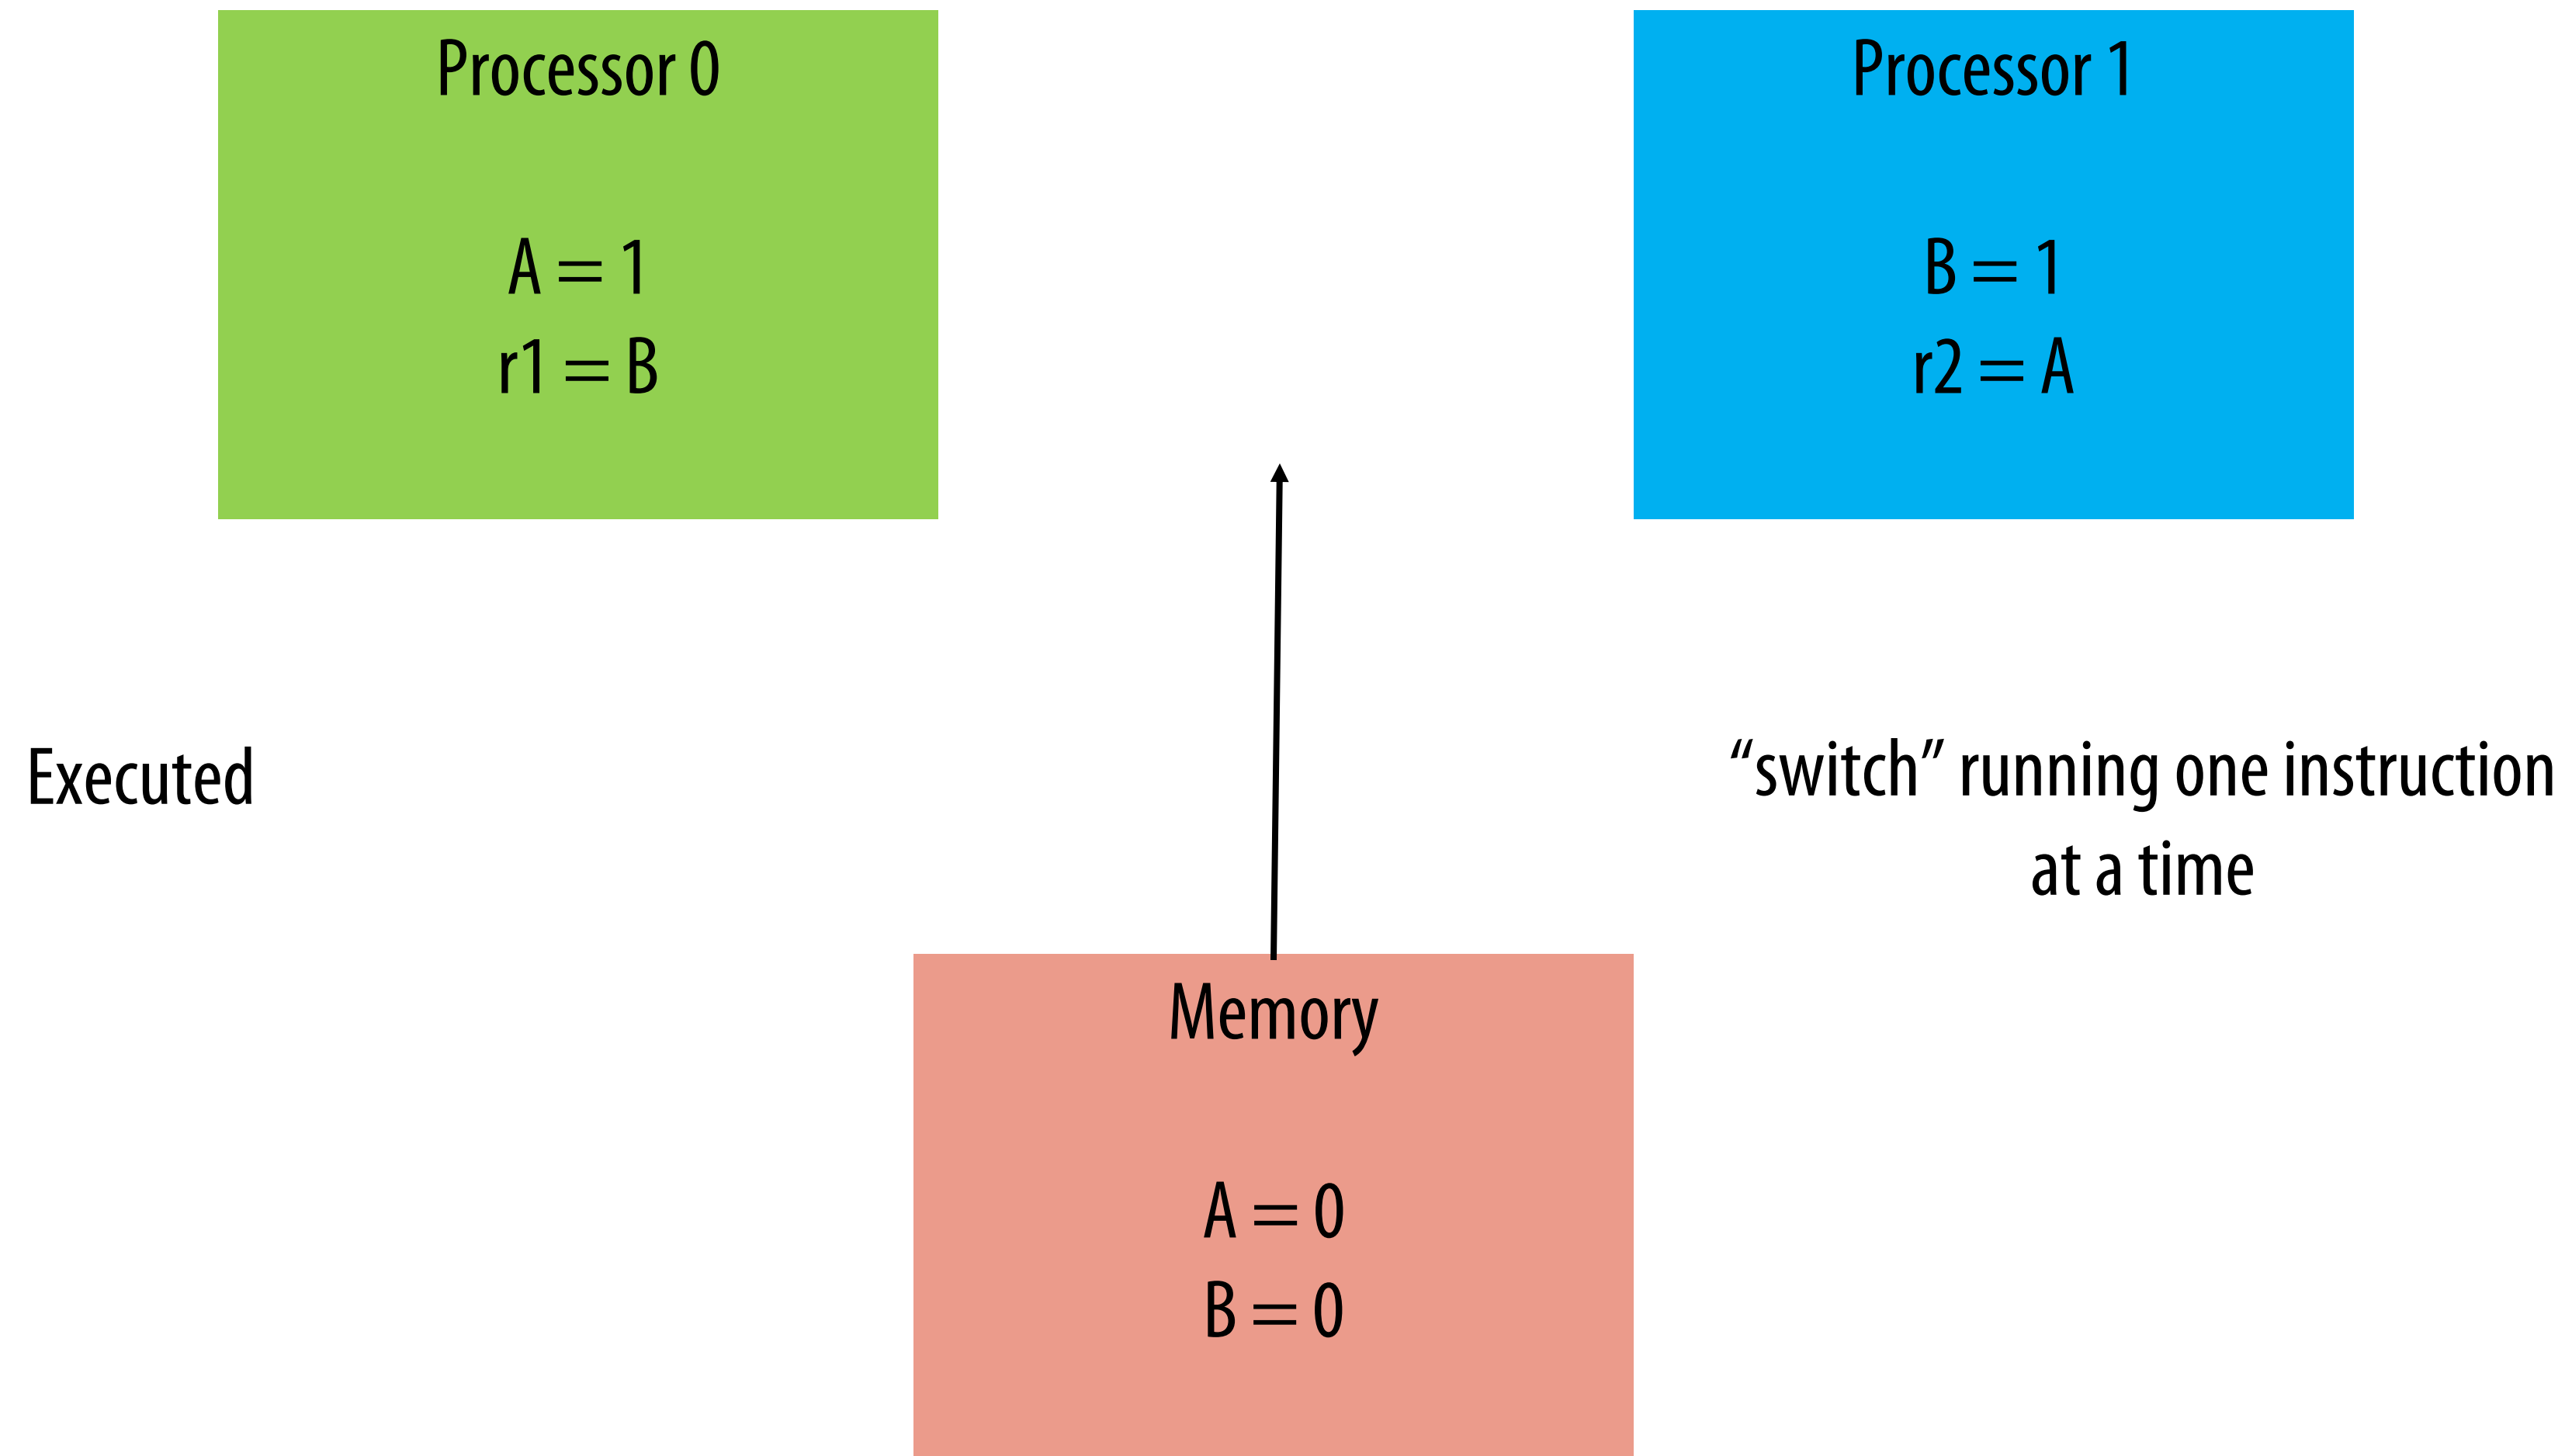 Processor 0
A = 1
r1 = B
Processor 1
B = 1
r2 = A
Executed
“switch” running one instruction
at a time
Memory
A = 0
B = 0